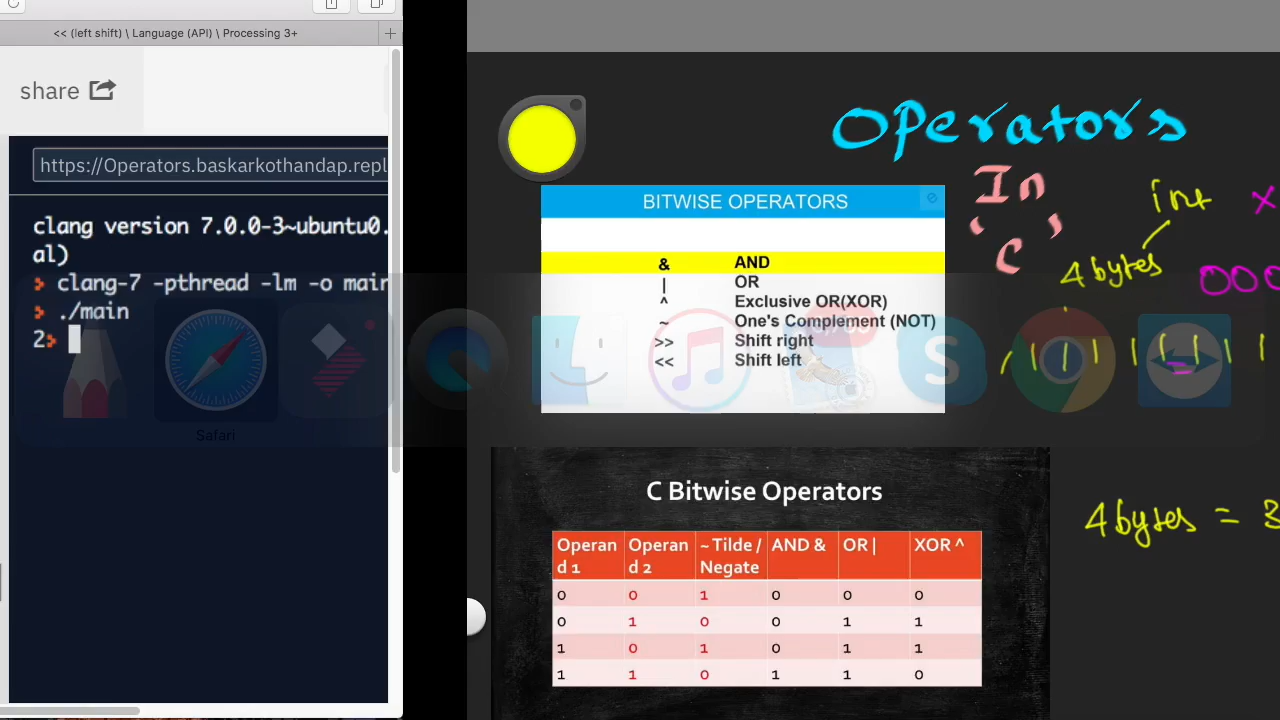 << (left shift) \ Language (API) \ Processing 3+
share
https://Operators.baskarkothandap.repl
clang version 7.0.0-3~ubuntu0.
al)
clang-7 -pthread -lm -o main
./main
2
Safari
Operators
In
'C'
int X
4 bytes 000
4 bytes = 3
BITWISE OPERATORS
& AND
| OR
^ Exclusive OR(XOR)
~ One's Complement (NOT)
>> Shift right
<< Shift left
C Bitwise Operators
Operan Operan ~ Tilde / AND & OR | XOR ^
d 1 d 2 Negate
0 0 1 0 0 0
0 1 0 0 1 1
1 0 1 0 1 1
1 1 0 1 1 0